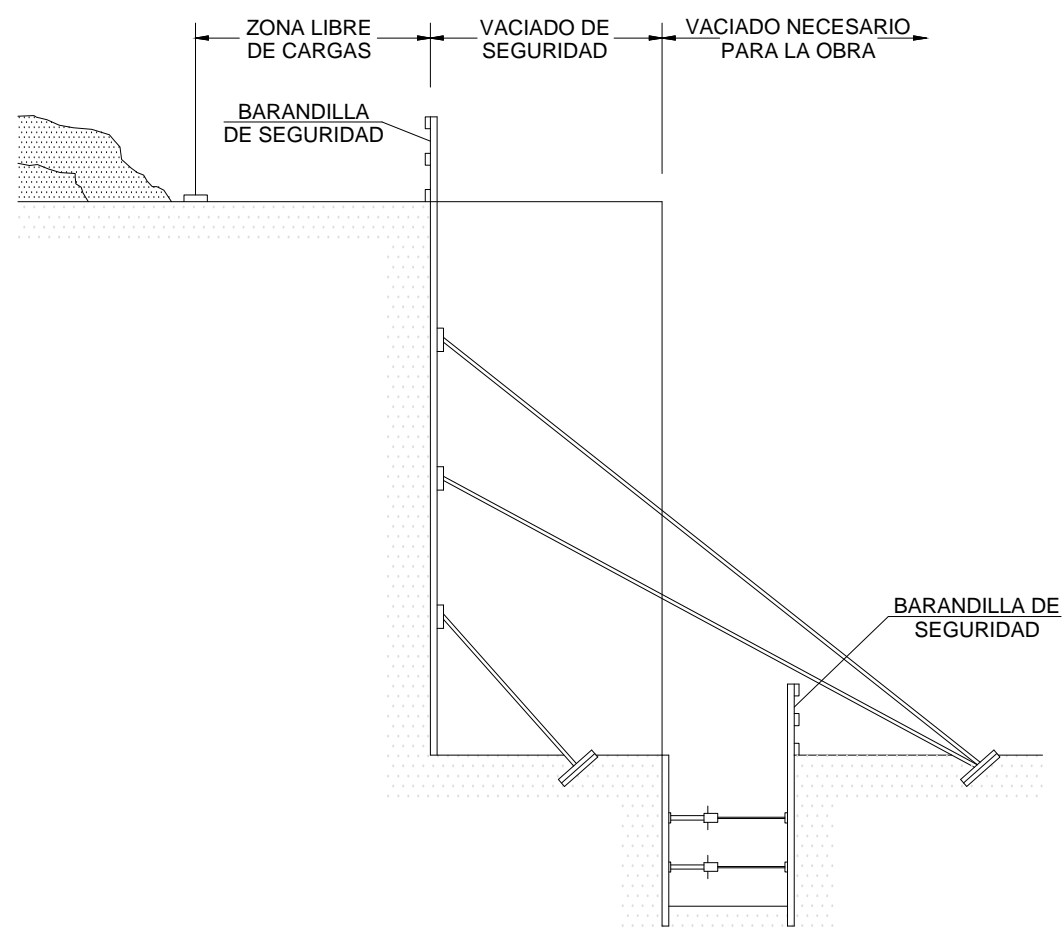 ZONA LIBRE
DE CARGAS
VACIADO DE
SEGURIDAD
VACIADO NECESARIO
PARA LA OBRA
BARANDILLA
DE SEGURIDAD
BARANDILLA DE
SEGURIDAD